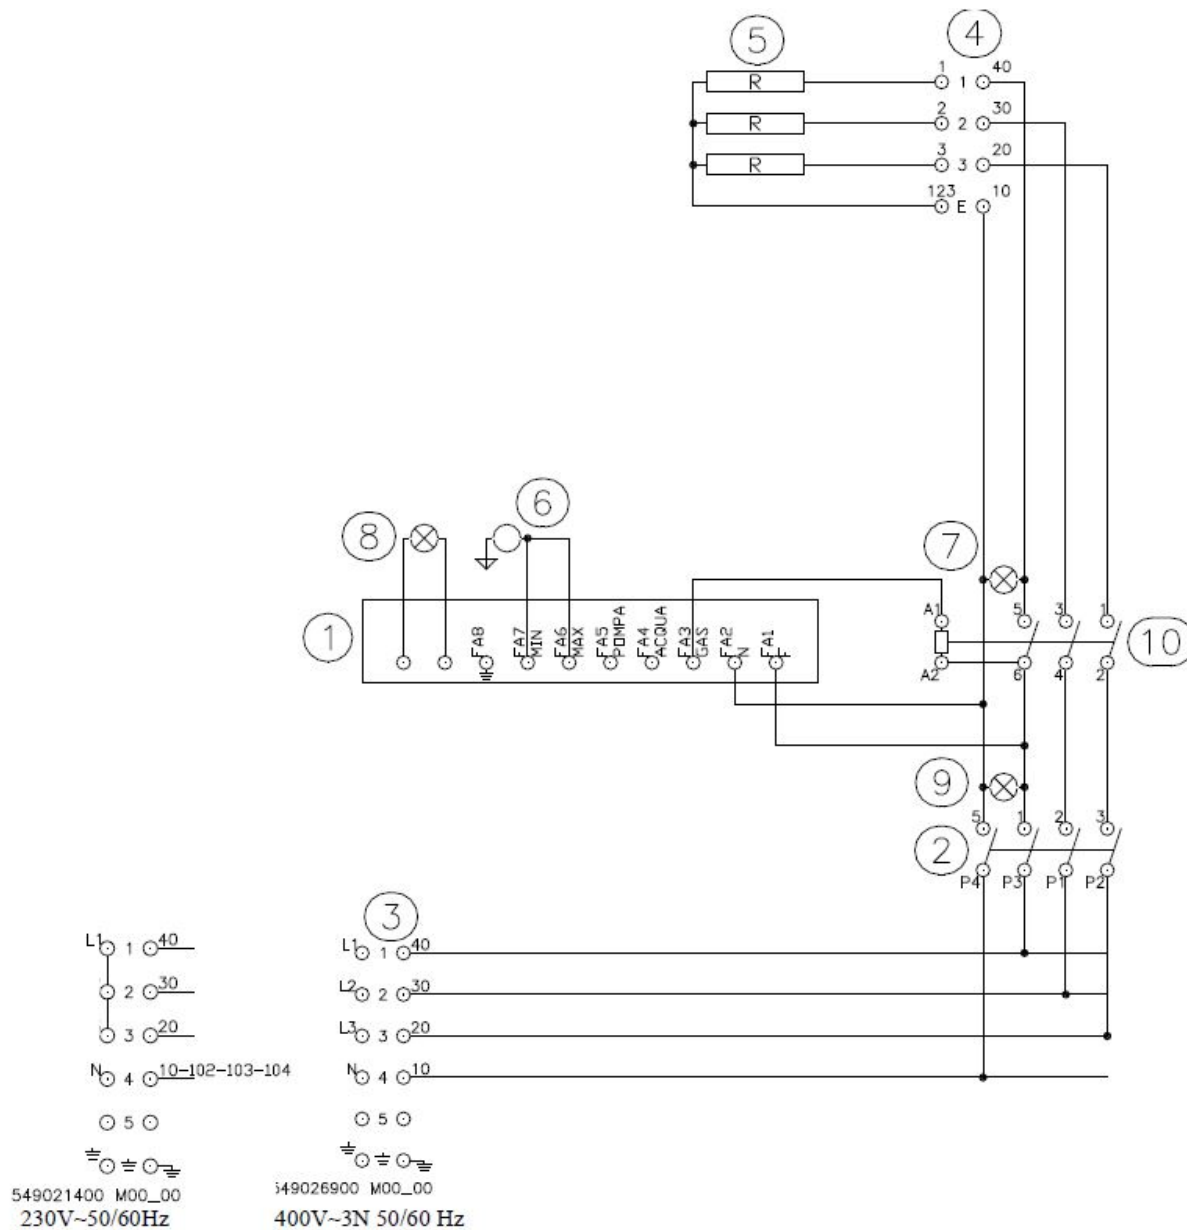 5
4
1 1 40
R
2 2 30
R
3 3 20
R
123 E 10
6
8
7
1
FA8
FA7 MIN
FA6 MAX
FA5 POMPA
FA4 ACQUA
FA3 GAS
FA2 N
FA1 F
A1 5 3 1
10
A2 6 4 2
9
5 1 2 3
2
P4 P3 P1 P2
3
L1 1 40
2 30
3 20
N 4 10-102-103-104
5
549021400 M00_00
230V~50/60Hz
L1 1 40
L2 2 30
L3 3 20
N 4 10
5
549026900 M00_00
400V~3N 50/60 Hz